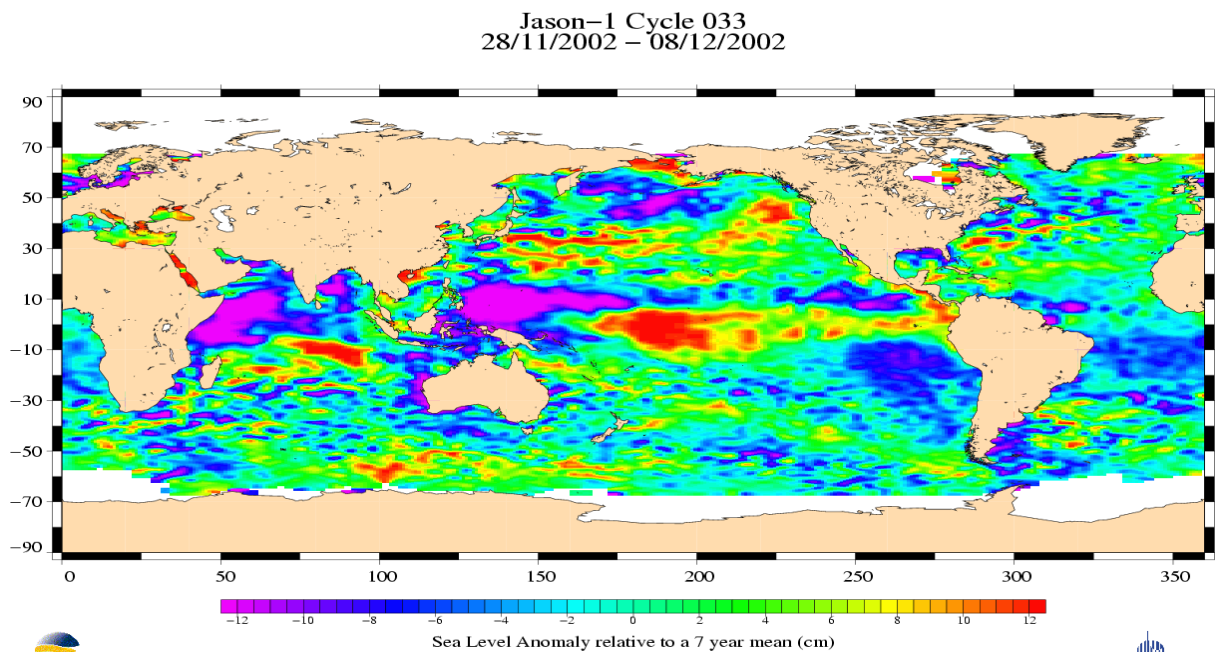 Jason−1 Cycle 033
28/11/2002 − 08/12/2002
90
70
50
30
10
−10
−30
−50
−70
−90
0 50 100 150 200 250 300 350
−12 −10 −8 −6 −4 −2 0 2 4 6 8 10 12
Sea Level Anomaly relative to a 7 year mean (cm)